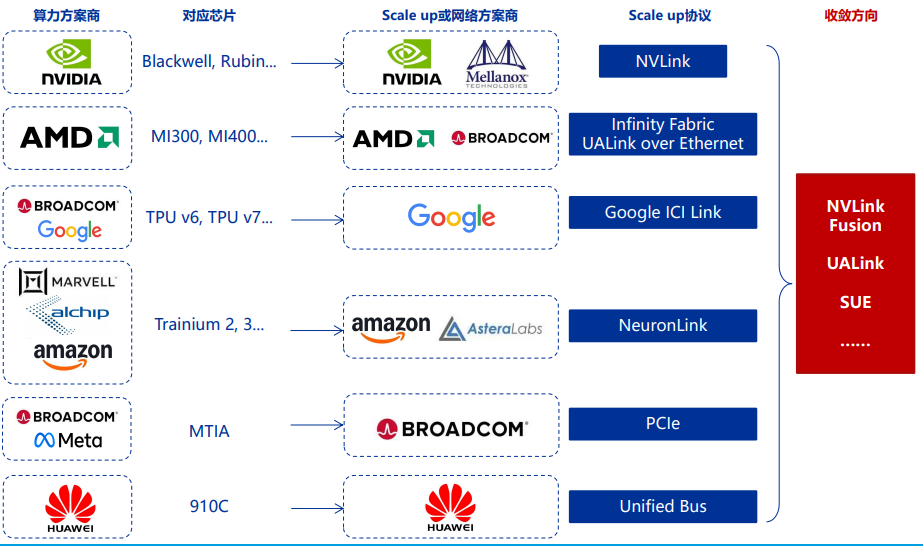 算力方案商
对应芯片
Scale up或网络方案商
Scale up协议
收敛方向
NVIDIA
Blackwell, Rubin...
NVIDIA
Mellanox
TECHNOLOGIES
NVLink
AMD
MI300, MI400...
AMD
BROADCOM®
Infinity Fabric
UALink over Ethernet
BROADCOM®
Google
TPU v6, TPU v7...
Google
Google ICI Link
MARVELL
alchip
amazon
Trainium 2, 3...
amazon
AsteraLabs
NeuronLink
BROADCOM®
Meta
MTIA
BROADCOM®
PCIe
HUAWEI
910C
HUAWEI
Unified Bus
NVLink
Fusion
UALink
SUE
......